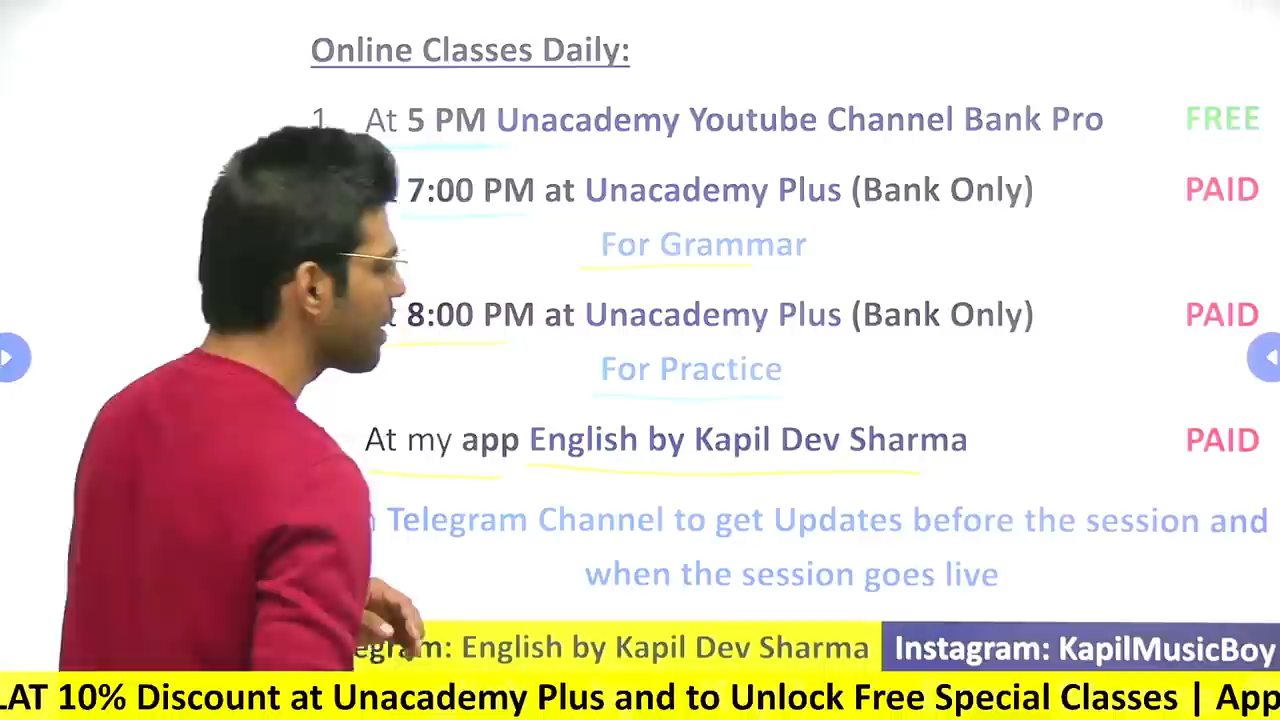 Online Classes Daily:
1. At 5 PM Unacademy Youtube Channel Bank Pro FREE
7:00 PM at Unacademy Plus (Bank Only) PAID
For Grammar
8:00 PM at Unacademy Plus (Bank Only) PAID
For Practice
At my app English by Kapil Dev Sharma PAID
Telegram Channel to get Updates before the session and
when the session goes live
egram: English by Kapil Dev Sharma Instagram: KapilMusicBoy
LAT 10% Discount at Unacademy Plus and to Unlock Free Special Classes | App